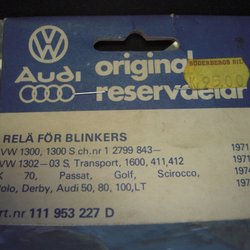 Audi
original
reservdelar
SÖDERBERGS BIL
RELÄ FÖR BLINKERS
VW 1300, 1300 S ch.nr 1 2799 843— 1971
VW 1302—03 S, Transport, 1600, 411,412 1971
K 70, Passat, Golf, Scirocco, 1974
Polo, Derby, Audi 50, 80, 100,LT
rt.nr 111 953 227 D